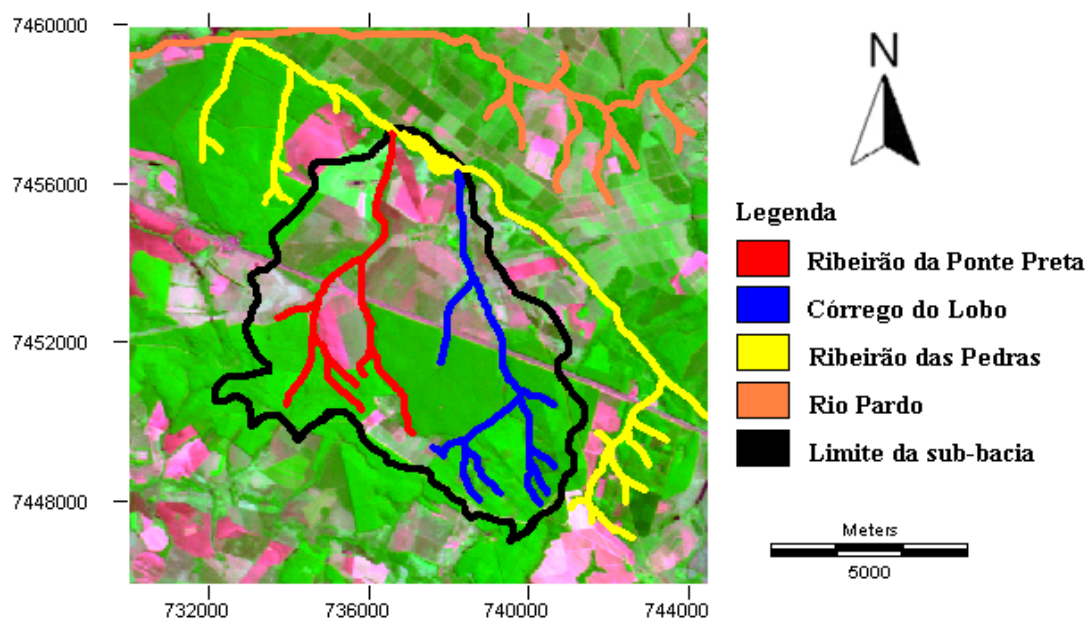 7460000
7456000
7452000
7448000
732000 736000 740000 744000
N
Legenda
Ribeirão da Ponte Preta
Córrego do Lobo
Ribeirão das Pedras
Rio Pardo
Limite da sub-bacia
Meters
5000